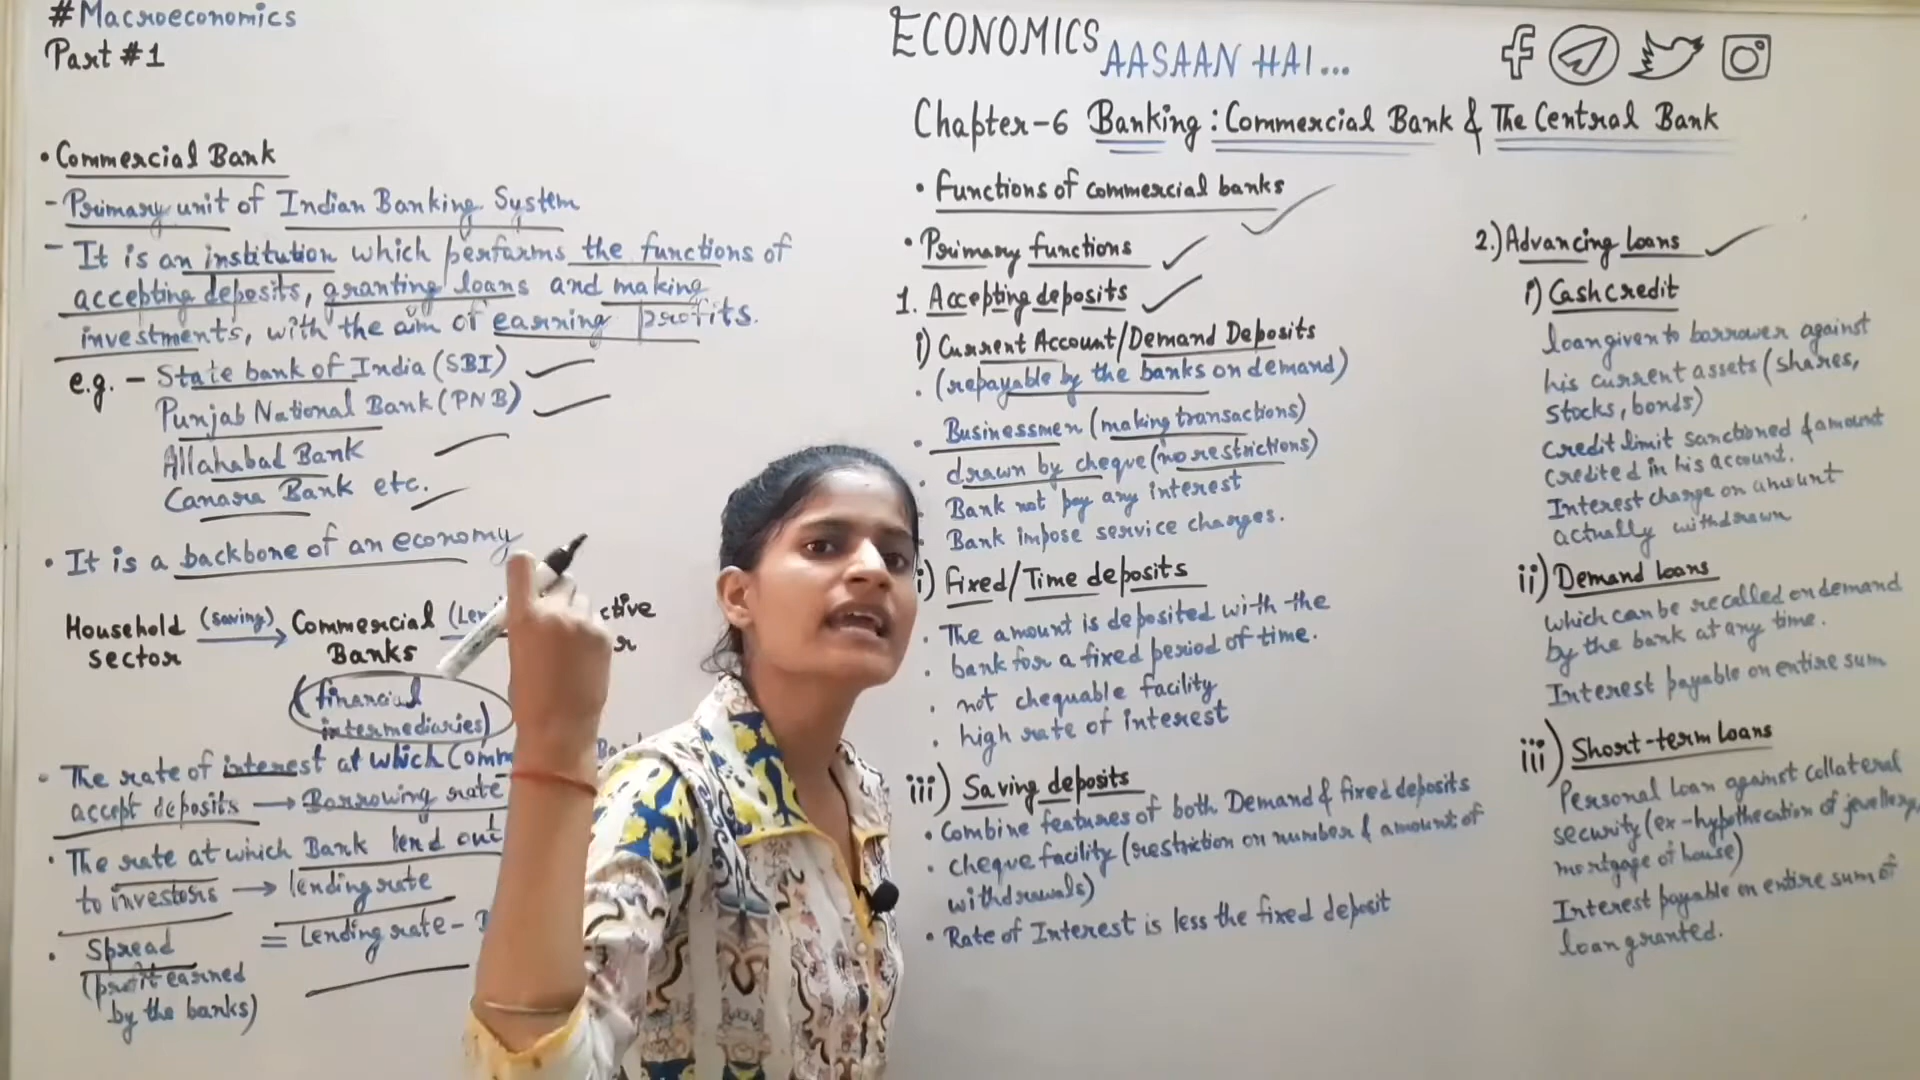 #Macroeconomics
Part #1
• Commercial Bank
- Primary unit of Indian Banking System
- It is an institution which performs the functions of
accepting deposits, granting loans and making
investments, with the aim of earning profits.
e.g. - State bank of India (SBI)
Punjab National Bank (PNB)
Allahabad Bank
Canara Bank etc.
• It is a backbone of an economy
Household (saving) → Commercial
sector Banks
(financial
intermediaries)
• The rate of interest at which
accept deposits → Borrowing rate
• The rate at which Bank lend out
to investors → lending rate
• Spread = Lending rate -
(profit earned
by the banks)
ECONOMICS
AASAAN HAI...
Chapter-6 Banking : Commercial Bank & The Central Bank
• Functions of commercial banks
• Primary functions
1. Accepting deposits
i) Current Account/Demand Deposits
• (repayable by the banks on demand)
• Businessmen (making transactions)
• drawn by cheque (no restrictions)
Bank not pay any interest
Bank impose service charges.
i) Fixed/Time deposits
• The amount is deposited with the
• bank for a fixed period of time.
• not chequable facility
• high rate of interest
iii) Saving deposits
• Combine features of both Demand & fixed deposits
• cheque facility (restriction on number & amount of
withdrawals)
• Rate of Interest is less the fixed deposit
2.) Advancing loans
i) Cash credit
loan given to borrower against
his current assets (shares,
stocks, bonds)
credit limit sanctioned & amount
credited in his account.
Interest charge on amount
actually withdrawn
ii) Demand loans
which can be recalled on demand
by the bank at any time.
Interest payable on entire sum
iii) Short-term loans
Personal loan against collateral
security (ex-hypothecation of jewellery,
mortgage of house)
Interest payable on entire sum of
loan granted.